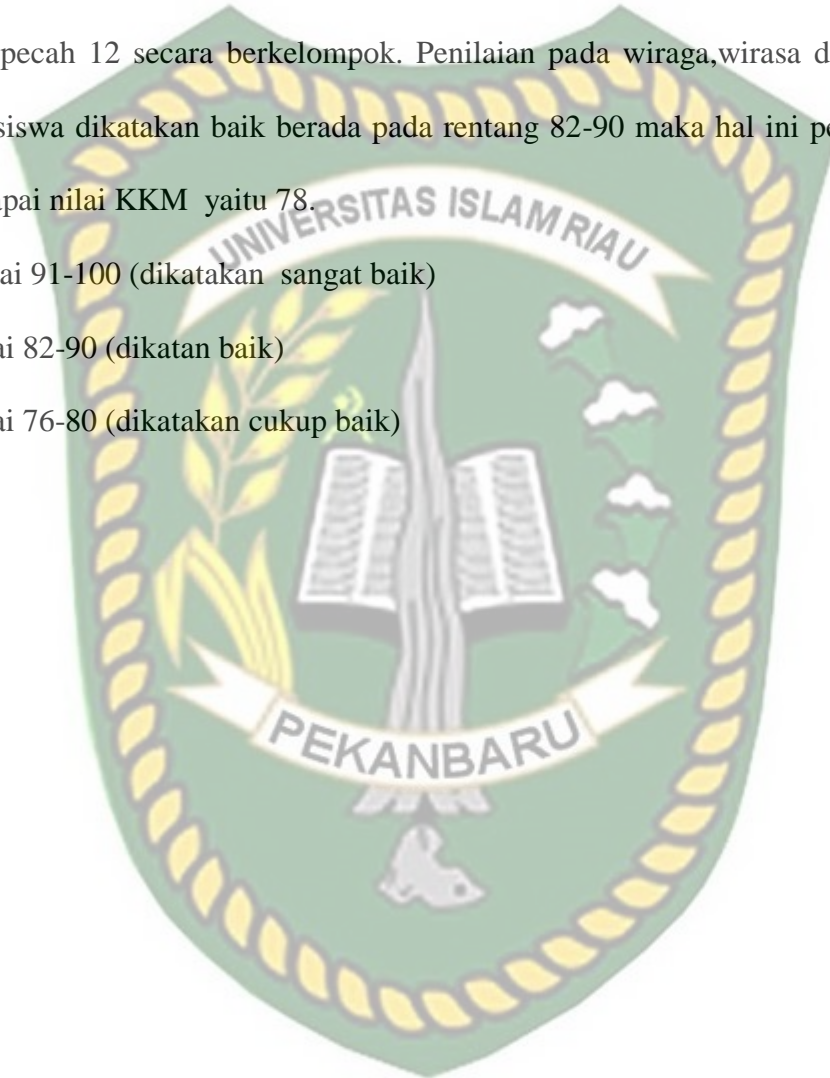 pecah 12 secara berkelompok. Penilaian pada wiraga,wirasa d
siswa dikatakan baik berada pada rentang 82-90 maka hal ini pe
pai nilai KKM yaitu 78.
UNIVERSITAS ISLAM RIAU
ai 91-100 (dikatakan sangat baik)
ai 82-90 (dikatan baik)
ai 76-80 (dikatakan cukup baik)
PEKANBARU